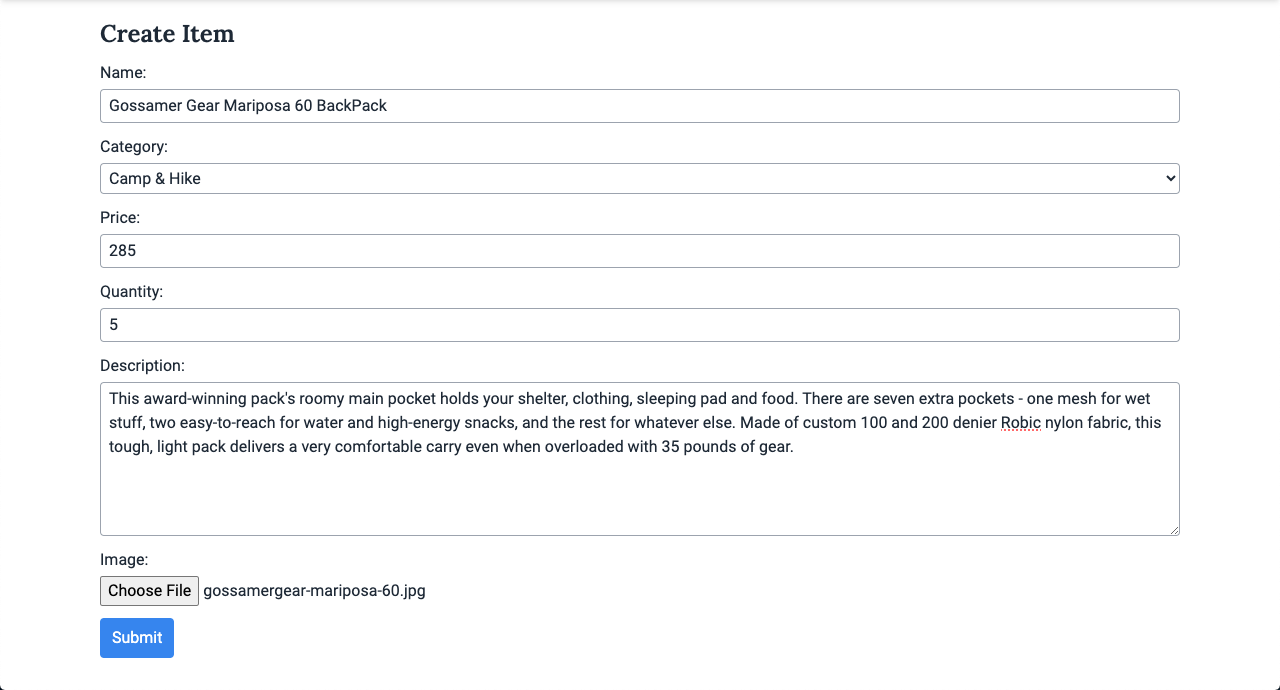 Create Item
Name:
Gossamer Gear Mariposa 60 BackPack
Category:
Camp & Hike
Price:
285
Quantity:
5
Description:
This award-winning pack's roomy main pocket holds your shelter, clothing, sleeping pad and food. There are seven extra pockets - one mesh for wet
stuff, two easy-to-reach for water and high-energy snacks, and the rest for whatever else. Made of custom 100 and 200 denier Robic nylon fabric, this
tough, light pack delivers a very comfortable carry even when overloaded with 35 pounds of gear.
Image:
Choose File gossamergear-mariposa-60.jpg
Submit